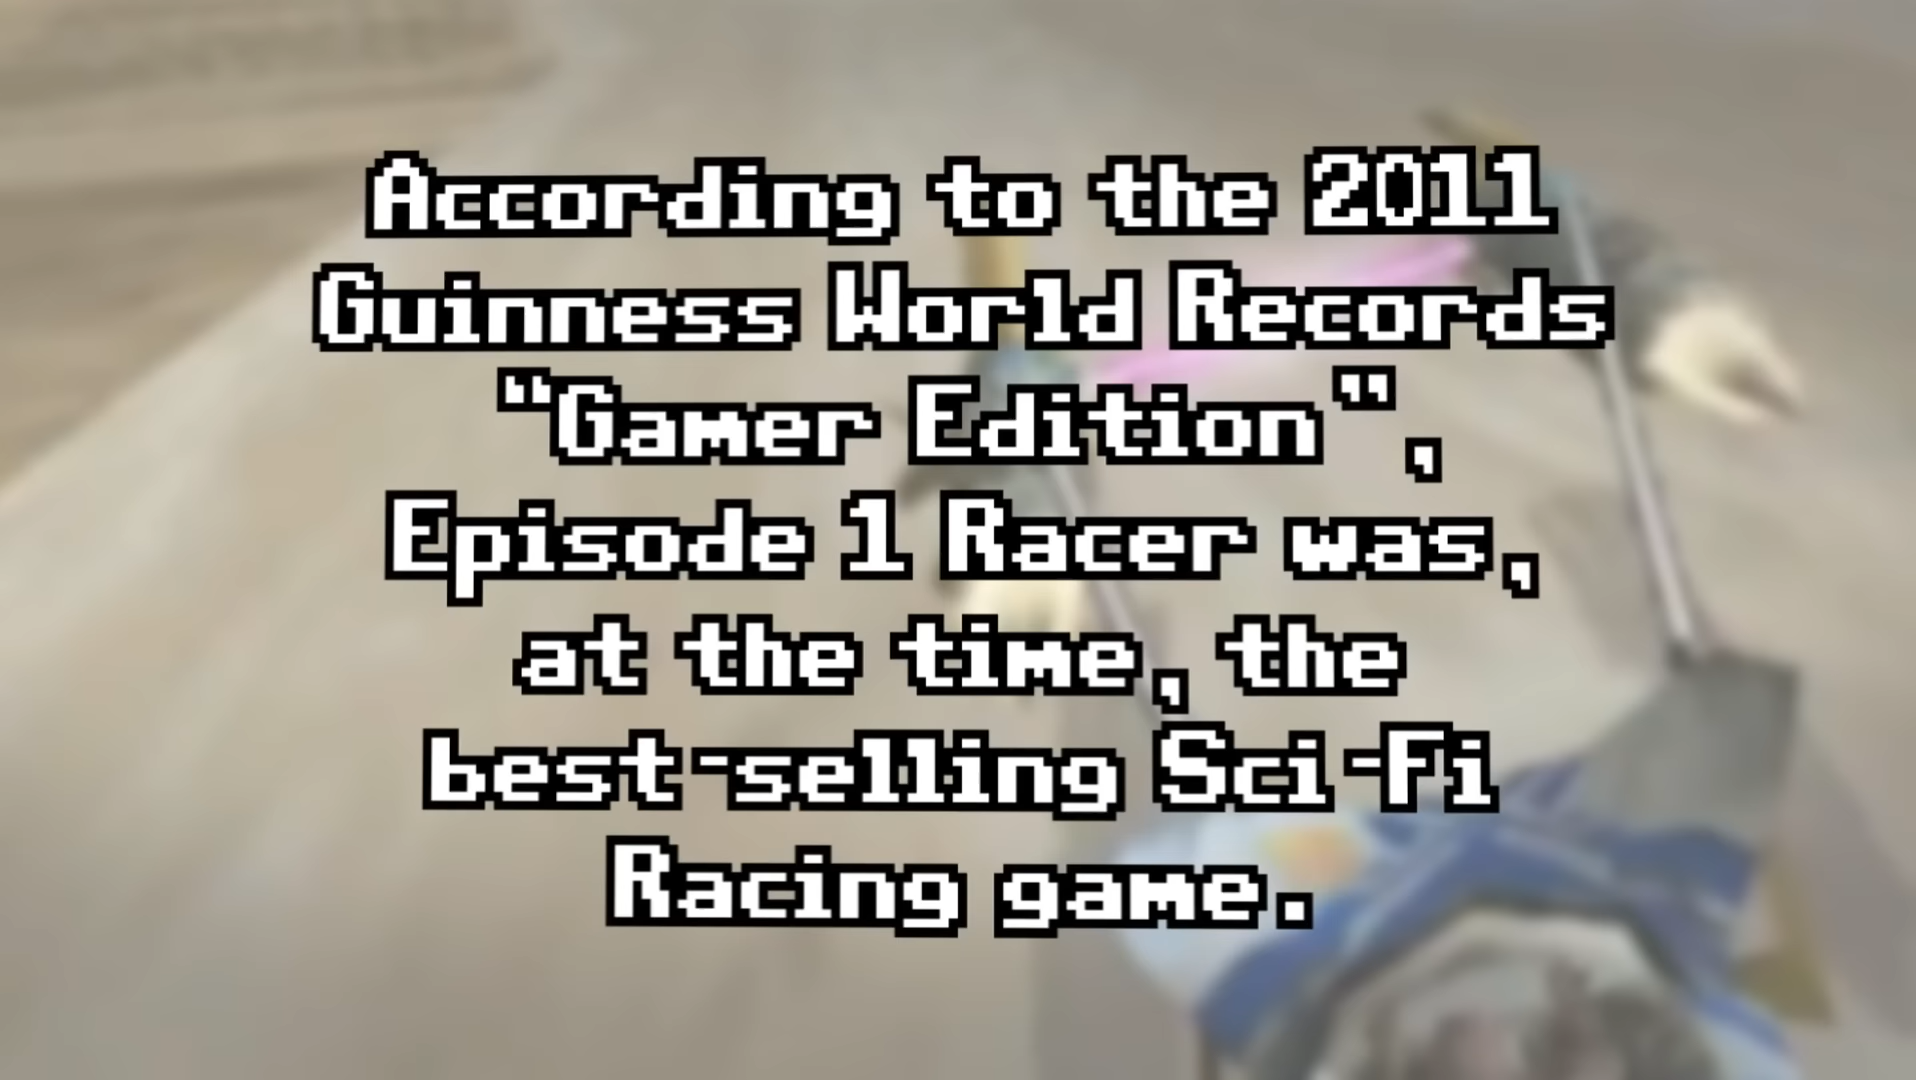 According to the 2011
Guinness World Records
"Gamer Edition",
Episode 1 Racer was,
at the time, the
best-selling Sci-Fi
Racing game.